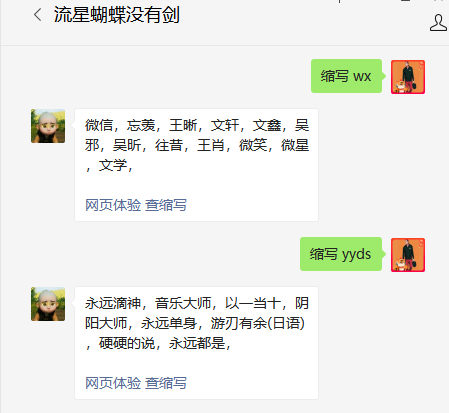 流星蝴蝶没有剑
缩写 wx
微信，忘羡，王晰，文轩，文鑫，吴
邪，吴昕，往昔，王肖，微笑，微星
，文学，
网页体验 查缩写
缩写 yyds
永远滴神，音乐大师，以一当十，阴
阳大师，永远单身，游刃有余(日语)
，硬硬的说，永远都是，
网页体验 查缩写